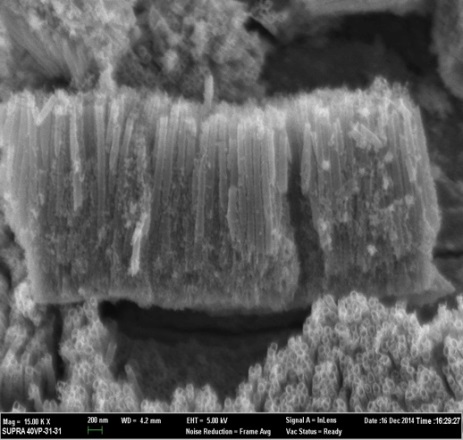 Mag = 15.00 K X 200 nm WD = 4.2 mm EHT = 5.00 kV Signal A = InLens Date :16 Dec 2014 Time :16:29:27
SUPRA 40VP-31-31 Noise Reduction = Frame Avg Vac Status = Ready